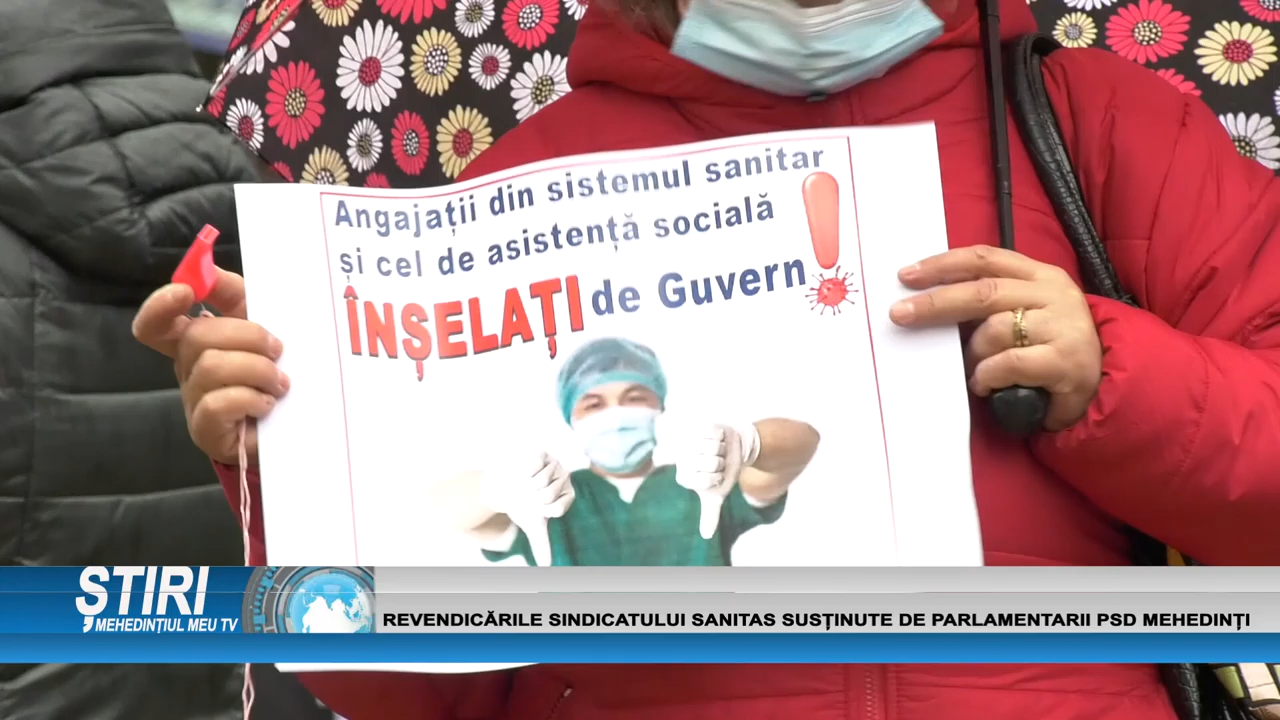 Angajații din sistemul sanitar
și cel de asistență socială
ÎNȘELAȚI de Guvern!
ȘTIRI
MEHEDINȚIUL MEU TV
REVENDICĂRILE SINDICATULUI SANITAS SUSȚINUTE DE PARLAMENTARII PSD MEHEDINȚI